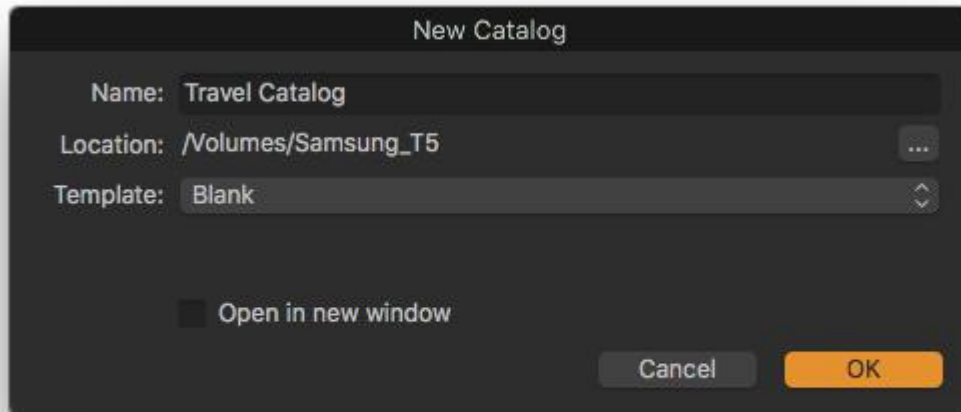 New Catalog
Name: Travel Catalog
Location: /Volumes/Samsung_T5 ...
Template: Blank
Open in new window
Cancel OK